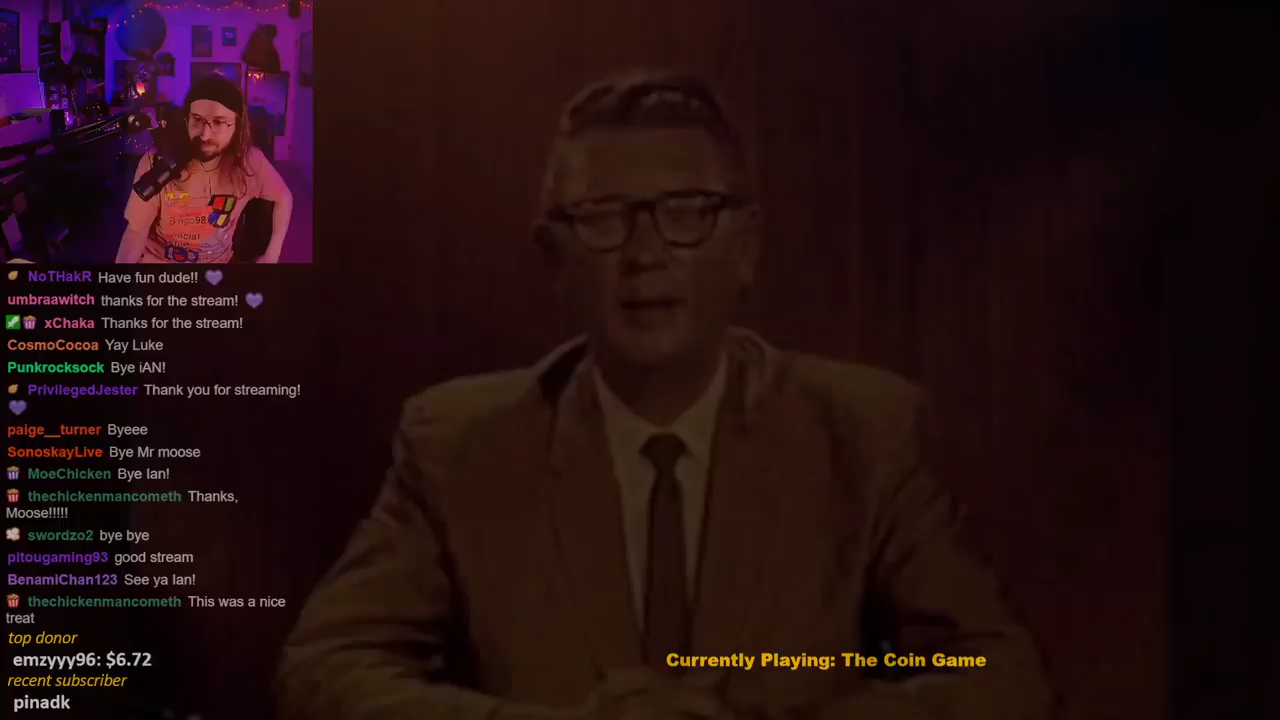 NoTHakR Have fun dude!!
umbraawitch thanks for the stream!
xChaka Thanks for the stream!
CosmoCocoa Yay Luke
Punkrocksock Bye iAN!
PrivilegedJester Thank you for streaming!
paige__turner Byeee
SonoskayLive Bye Mr moose
MoeChicken Bye Ian!
thechickenmancometh Thanks,
Moose!!!!!
swordzo2 bye bye
pltougaming93 good stream
BenamiChan123 See ya Ian!
thechickenmancometh This was a nice
treat
top donor
emzyyy96: $6.72
recent subscriber
pinadk
Currently Playing: The Coin Game
Bingo98